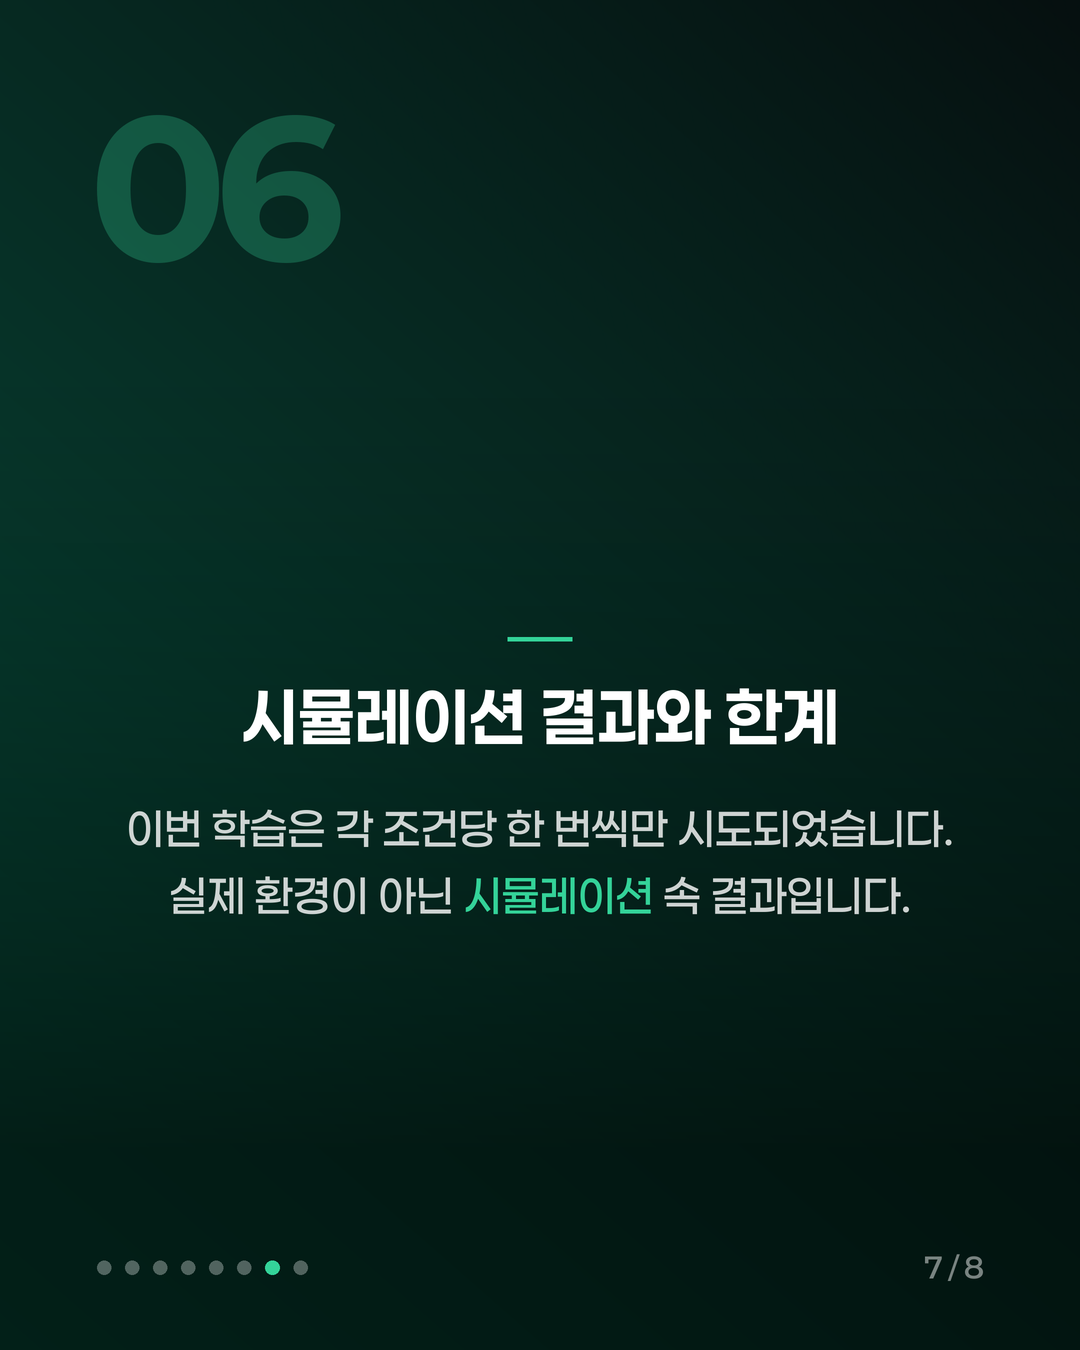 06
시뮬레이션 결과와 한계
이번 학습은 각 조건당 한 번씩만 시도되었습니다.
실제 환경이 아닌 시뮬레이션 속 결과입니다.
7/8